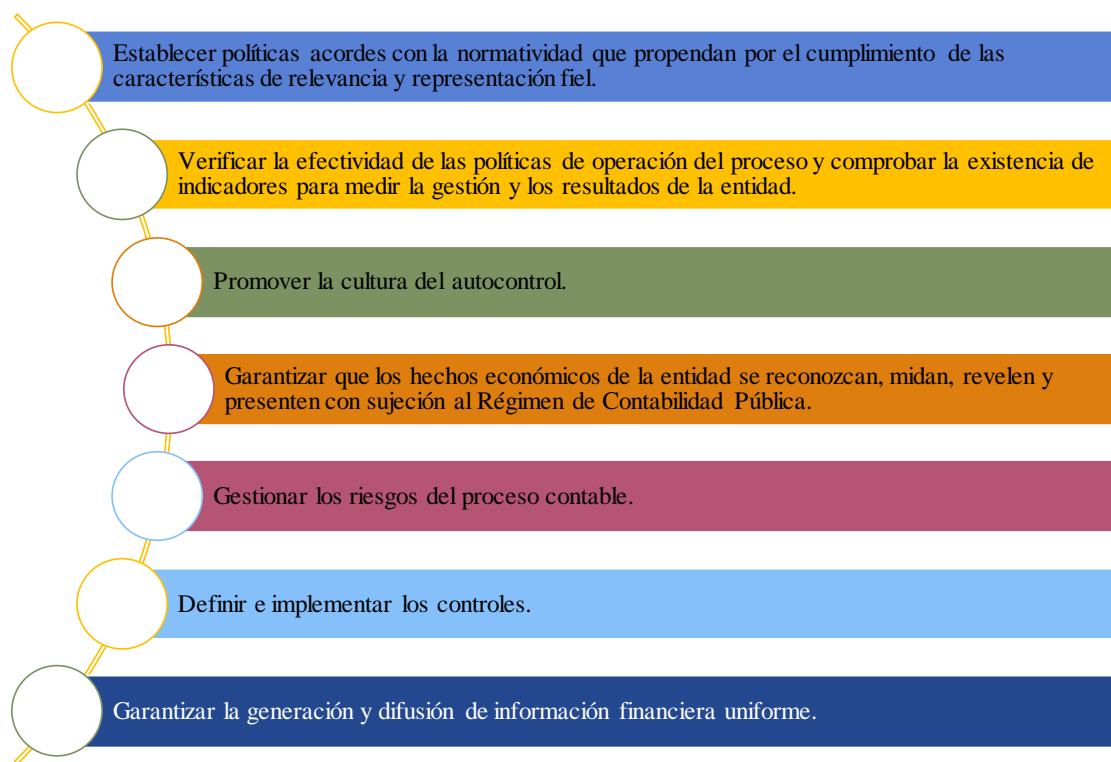 Establecer políticas acordes con la normatividad que propendan por el cumplimiento de las
características de relevancia y representación fiel.
Verificar la efectividad de las políticas de operación del proceso y comprobar la existencia de
indicadores para medir la gestión y los resultados de la entidad.
Promover la cultura del autocontrol.
Garantizar que los hechos económicos de la entidad se reconozcan, midan, revelen y
presenten con sujeción al Régimen de Contabilidad Pública.
Gestionar los riesgos del proceso contable.
Definir e implementar los controles.
Garantizar la generación y difusión de información financiera uniforme.